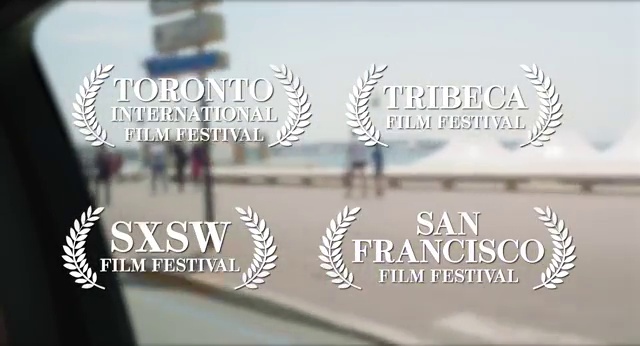 TORONTO
INTERNATIONAL
FILM FESTIVAL
TRIBECA
FILM FESTIVAL
SXSW
FILM FESTIVAL
SAN
FRANCISCO
FILM FESTIVAL